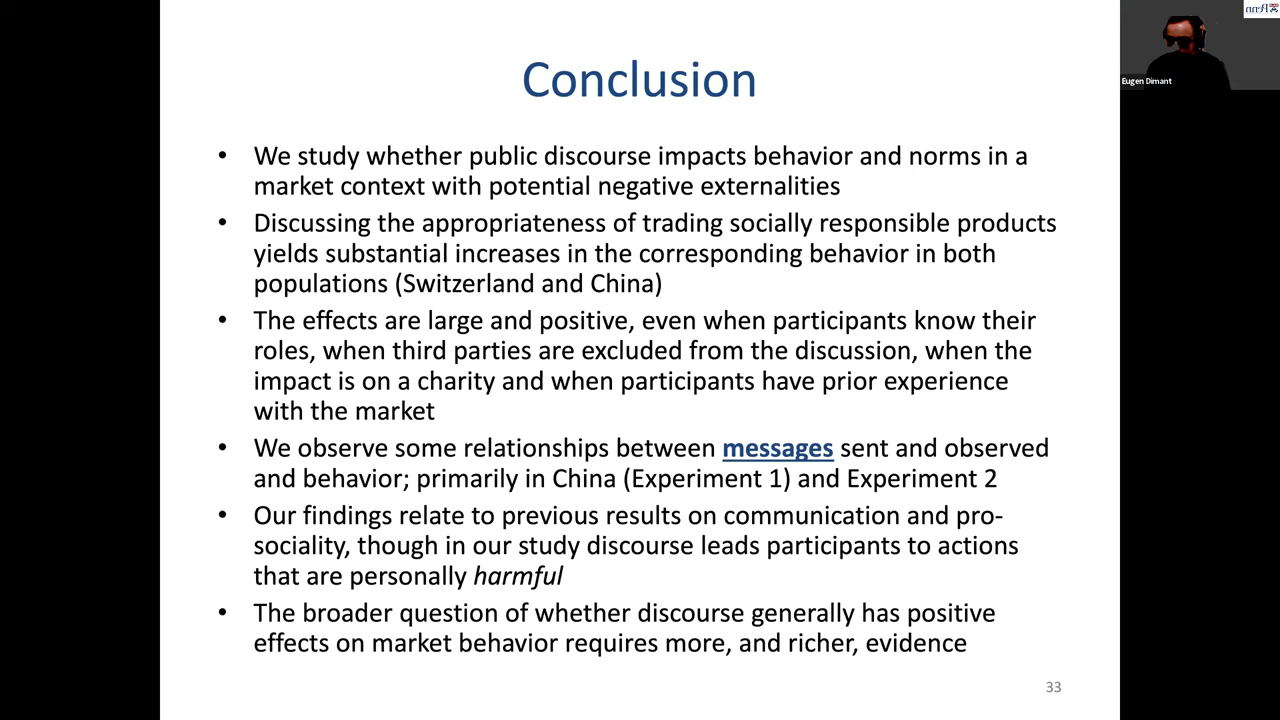 Conclusion
• We study whether public discourse impacts behavior and norms in a
market context with potential negative externalities
• Discussing the appropriateness of trading socially responsible products
yields substantial increases in the corresponding behavior in both
populations (Switzerland and China)
• The effects are large and positive, even when participants know their
roles, when third parties are excluded from the discussion, when the
impact is on a charity and when participants have prior experience
with the market
• We observe some relationships between messages sent and observed
and behavior; primarily in China (Experiment 1) and Experiment 2
• Our findings relate to previous results on communication and pro-
sociality, though in our study discourse leads participants to actions
that are personally harmful
• The broader question of whether discourse generally has positive
effects on market behavior requires more, and richer, evidence
33
Eugen Dimant
Penn